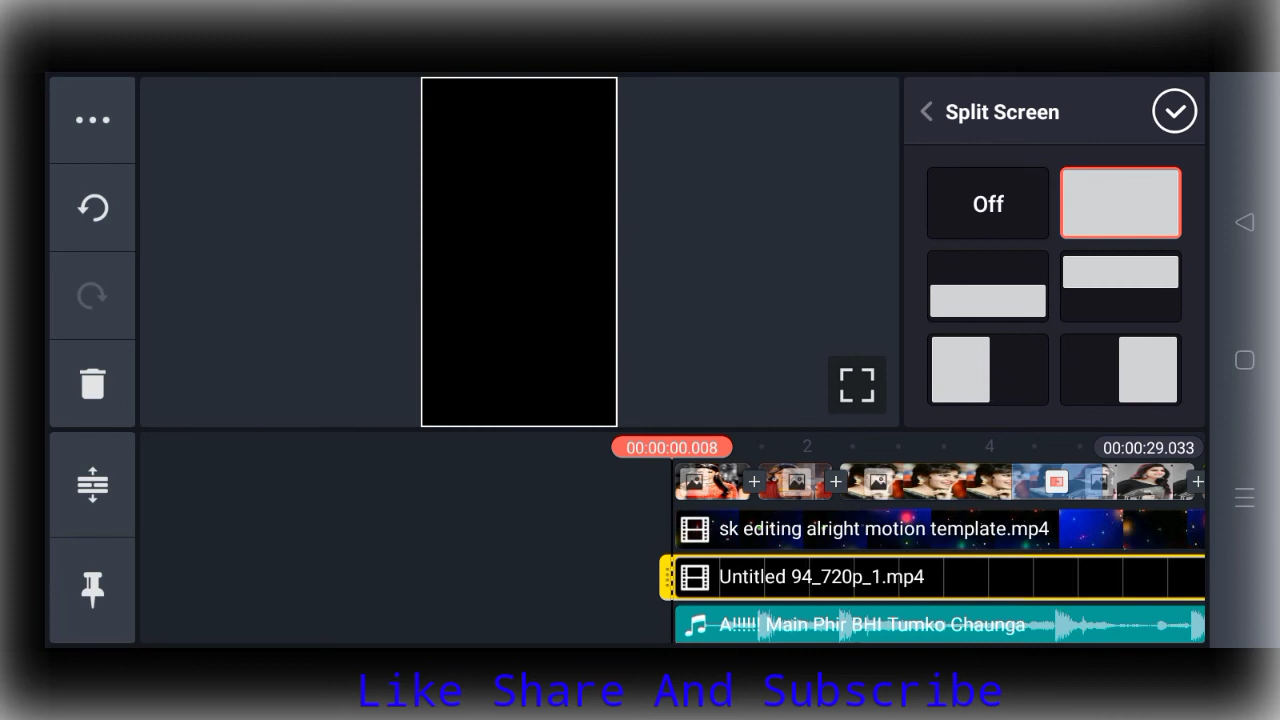 Split Screen
Off
00:00:00.008
2
4
00:00:29.033
sk editing alright motion template.mp4
Untitled 94_720p_1.mp4
A!!!!! Main Phir BHI Tumko Chaunga
Like Share And Subscribe